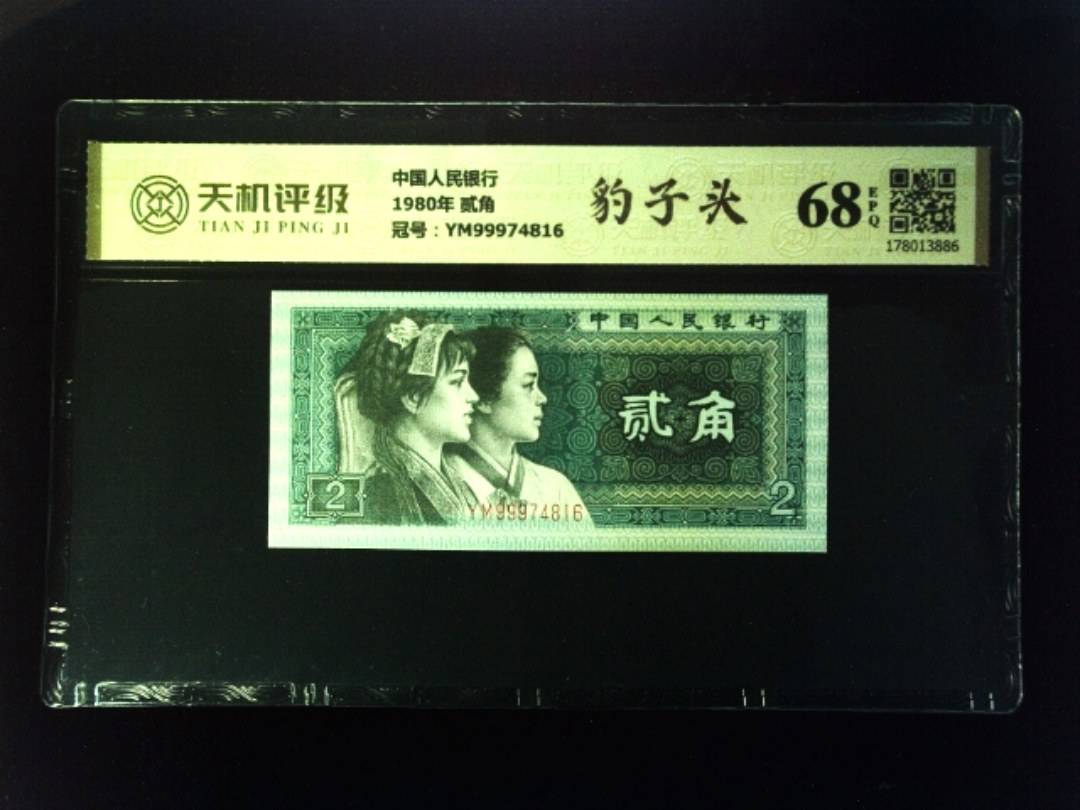 天机评级
TIAN JI PING JI
中国人民银行
1980年 贰角
冠号：YM99974816
豹子头
68
EPQ
178013886
中国人民银行
贰角
2
YM99974816
2